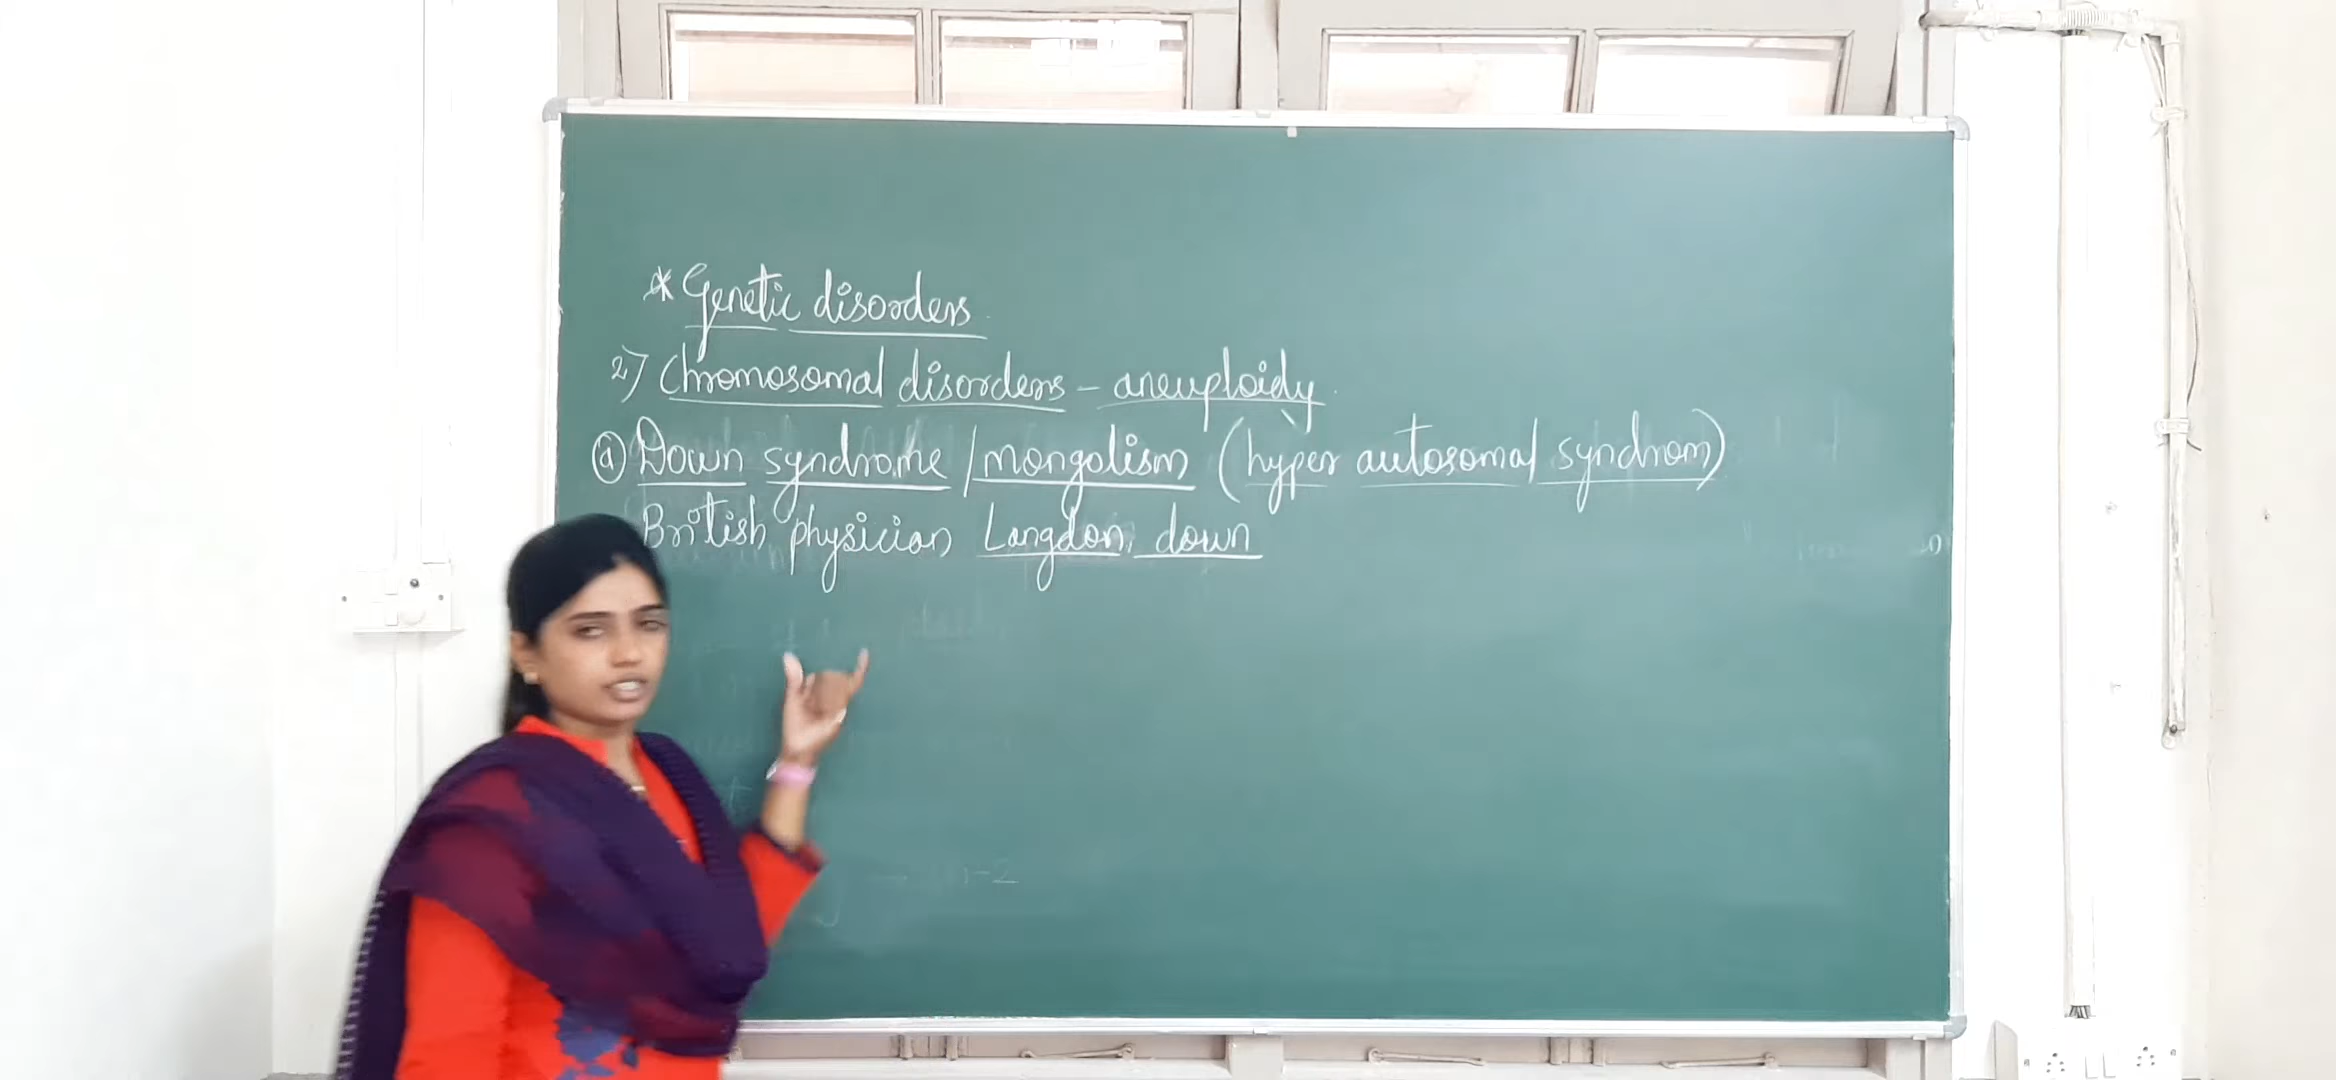 * Genetic disorders
2) Chromosomal disorders - aneuploidy
(a) Down syndrome / mongolism (hyper autosomal syndrom)
British physician Langdon down